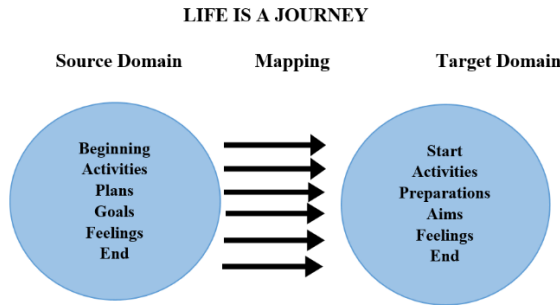 LIFE IS A JOURNEY
Source Domain Mapping Target Domain
Beginning
Activities
Plans
Goals
Feelings
End
Start
Activities
Preparations
Aims
Feelings
End